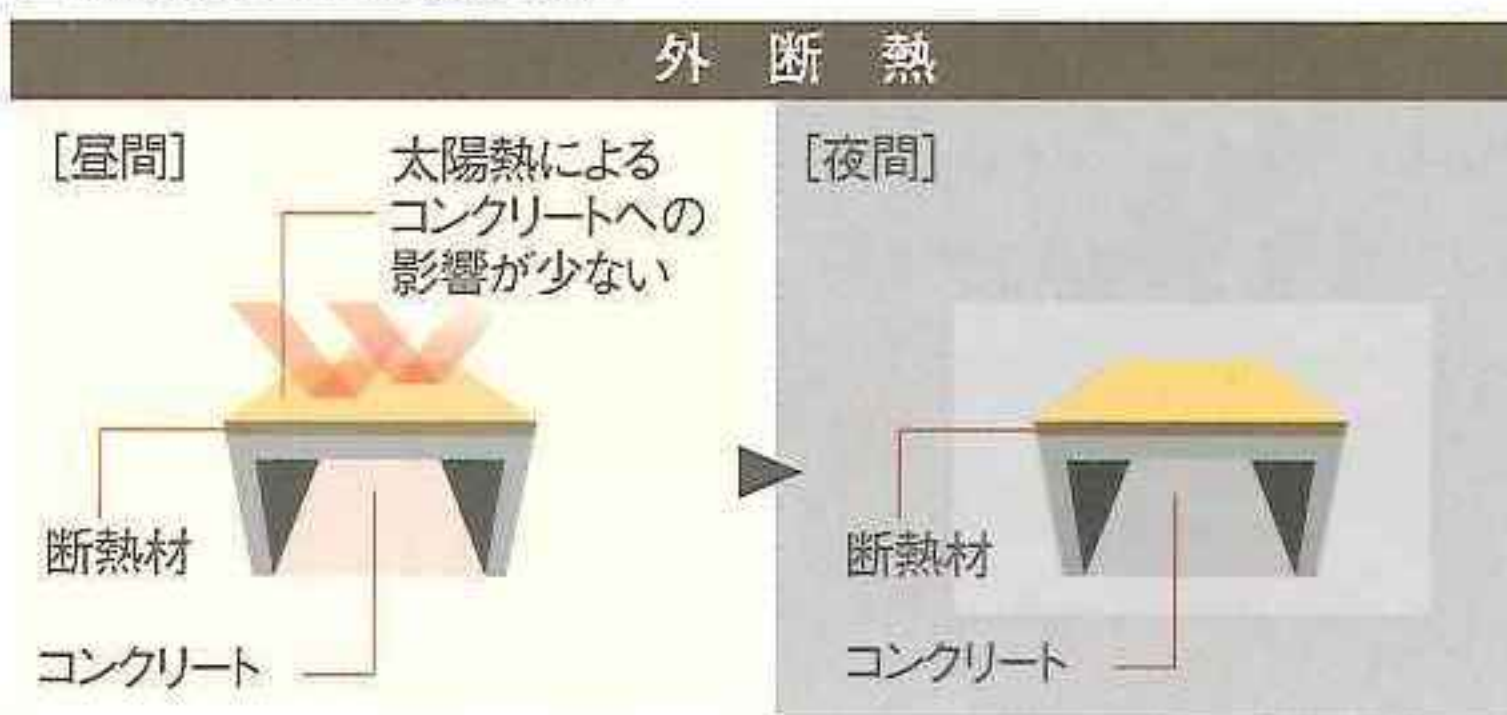 外断熱
[昼間]
太陽熱による
コンクリートへの
影響が少ない
断熱材
コンクリート
[夜間]
断熱材
コンクリート